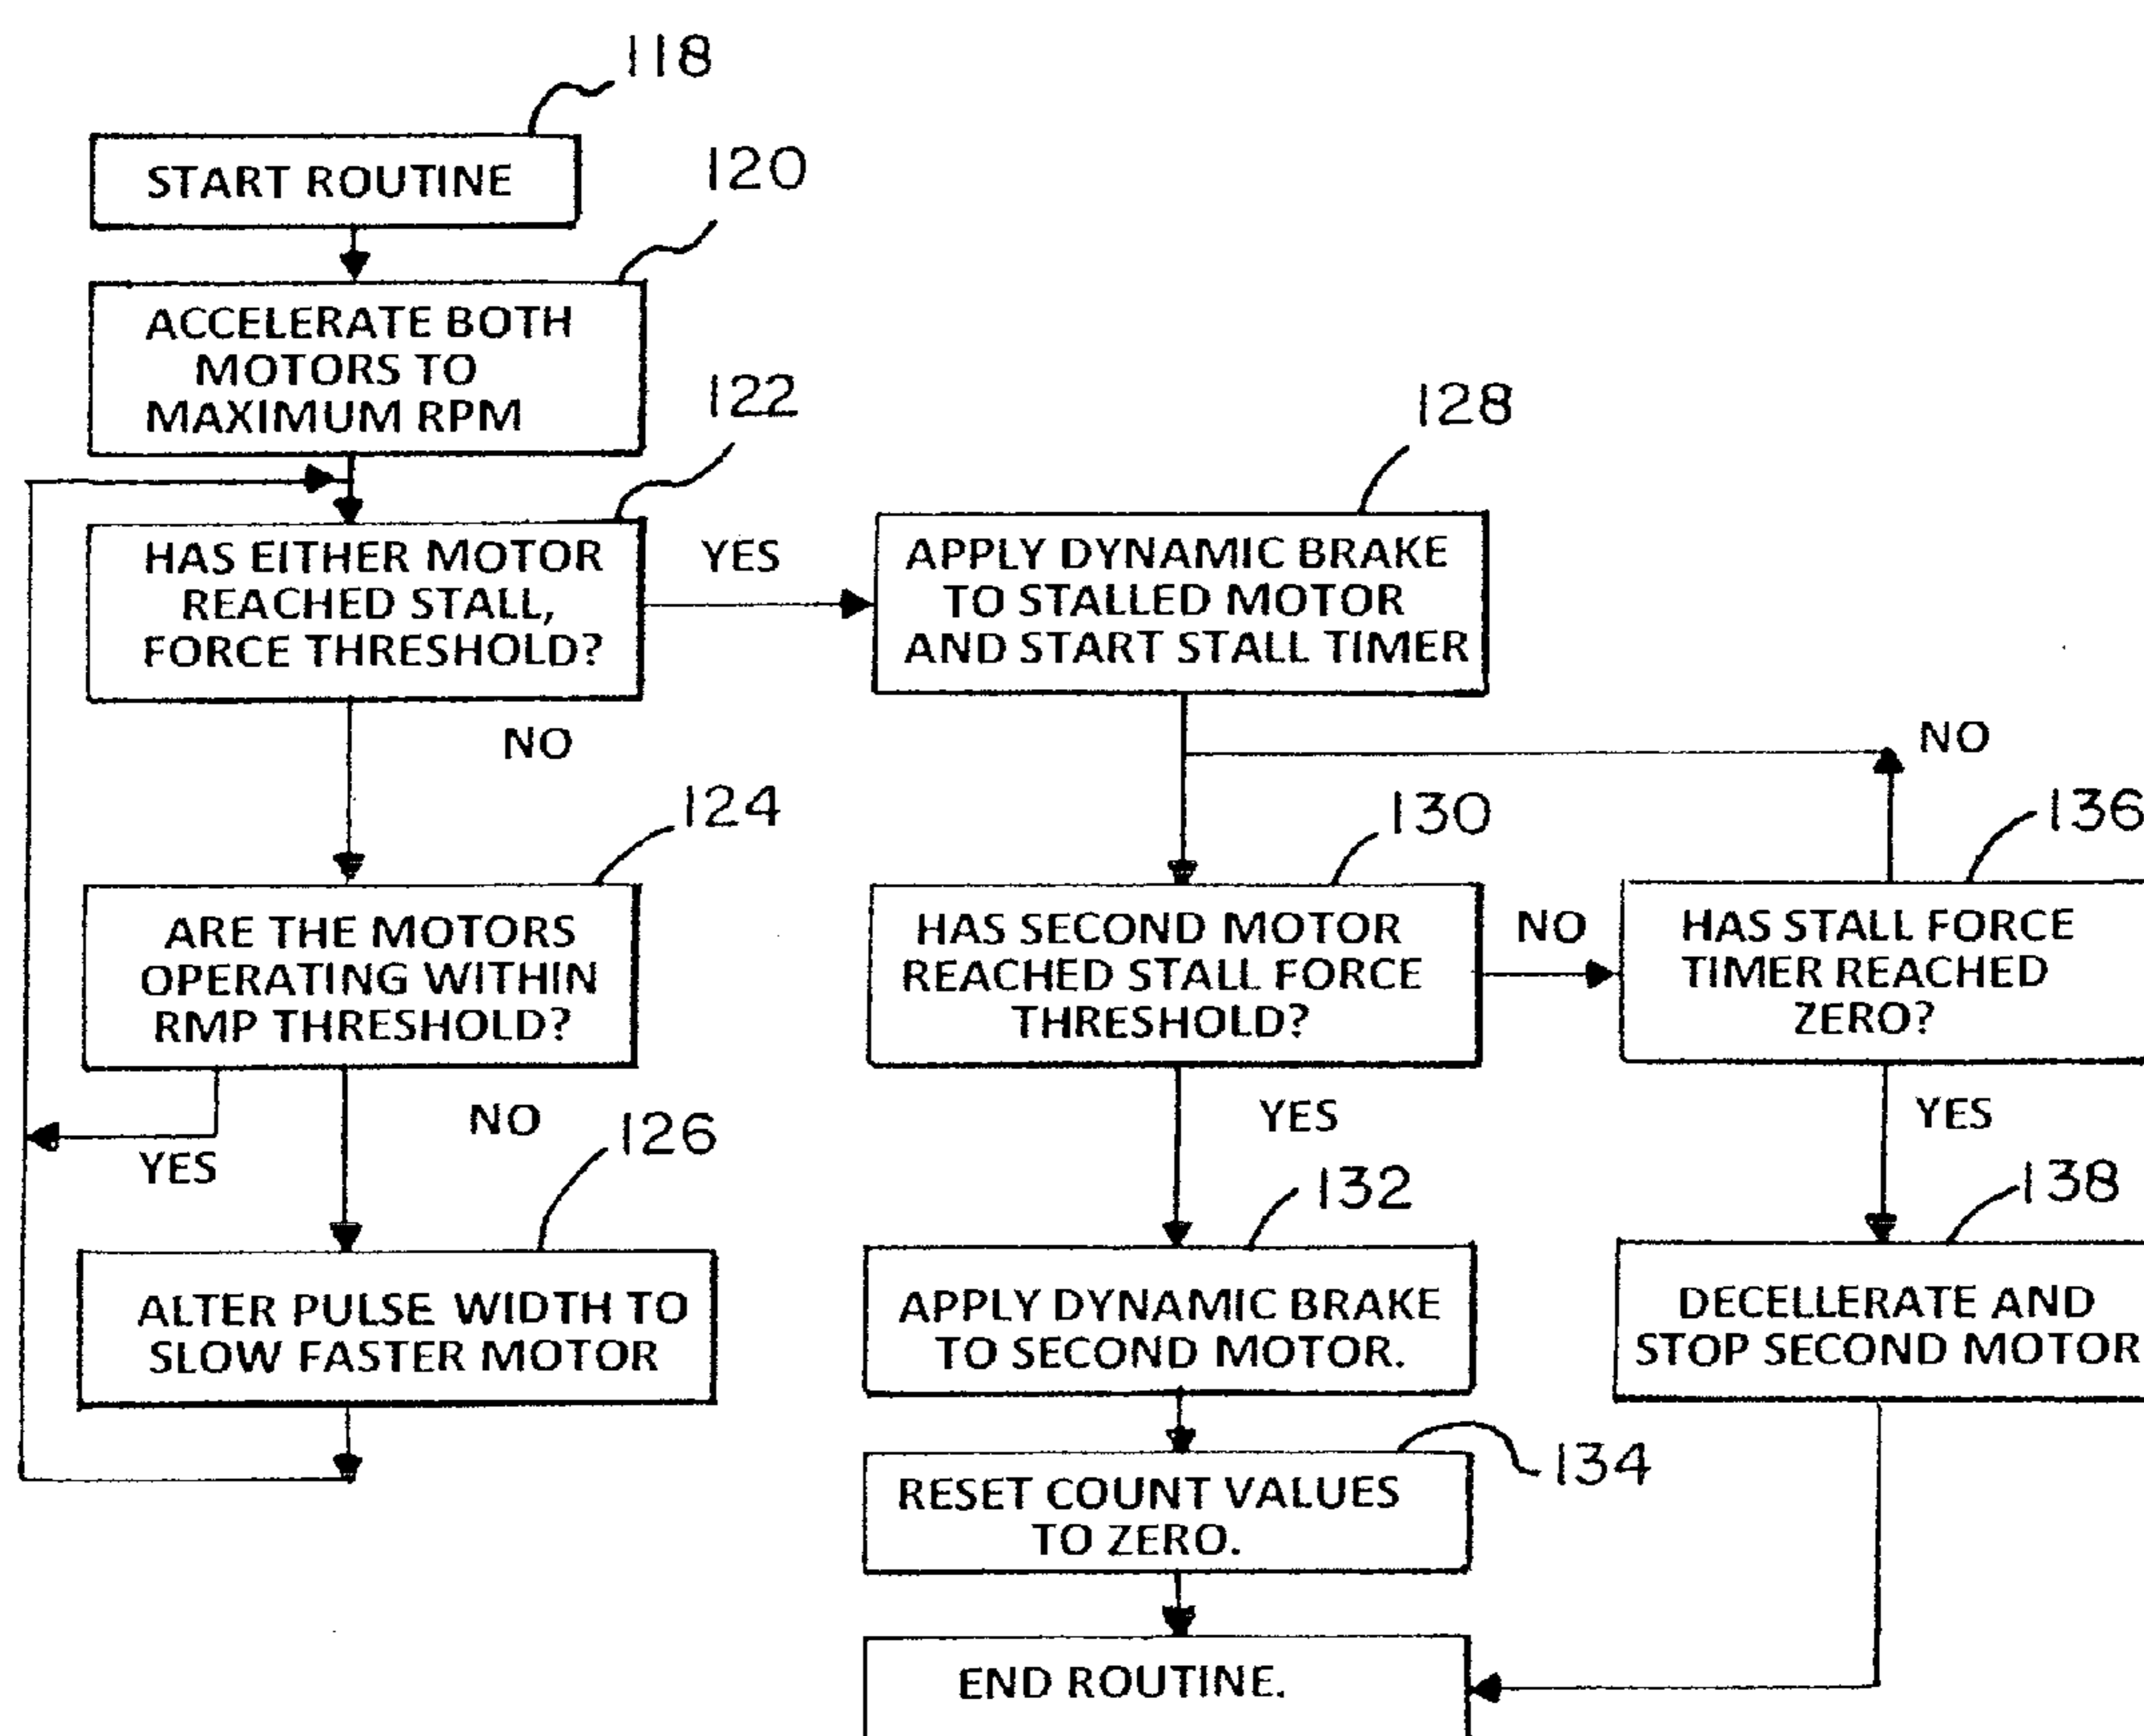 118
START ROUTINE
120
ACCELERATE BOTH
MOTORS TO
MAXIMUM RPM
122
HAS EITHER MOTOR
REACHED STALL,
FORCE THRESHOLD?
YES
NO
128
APPLY DYNAMIC BRAKE
TO STALLED MOTOR
AND START STALL TIMER
NO
124
ARE THE MOTORS
OPERATING WITHIN
RMP THRESHOLD?
YES
NO
130
HAS SECOND MOTOR
REACHED STALL FORCE
THRESHOLD?
NO
YES
136
HAS STALL FORCE
TIMER REACHED
ZERO?
YES
126
ALTER PULSE WIDTH TO
SLOW FASTER MOTOR
132
APPLY DYNAMIC BRAKE
TO SECOND MOTOR.
138
DECELLERATE AND
STOP SECOND MOTOR
134
RESET COUNT VALUES
TO ZERO.
END ROUTINE.